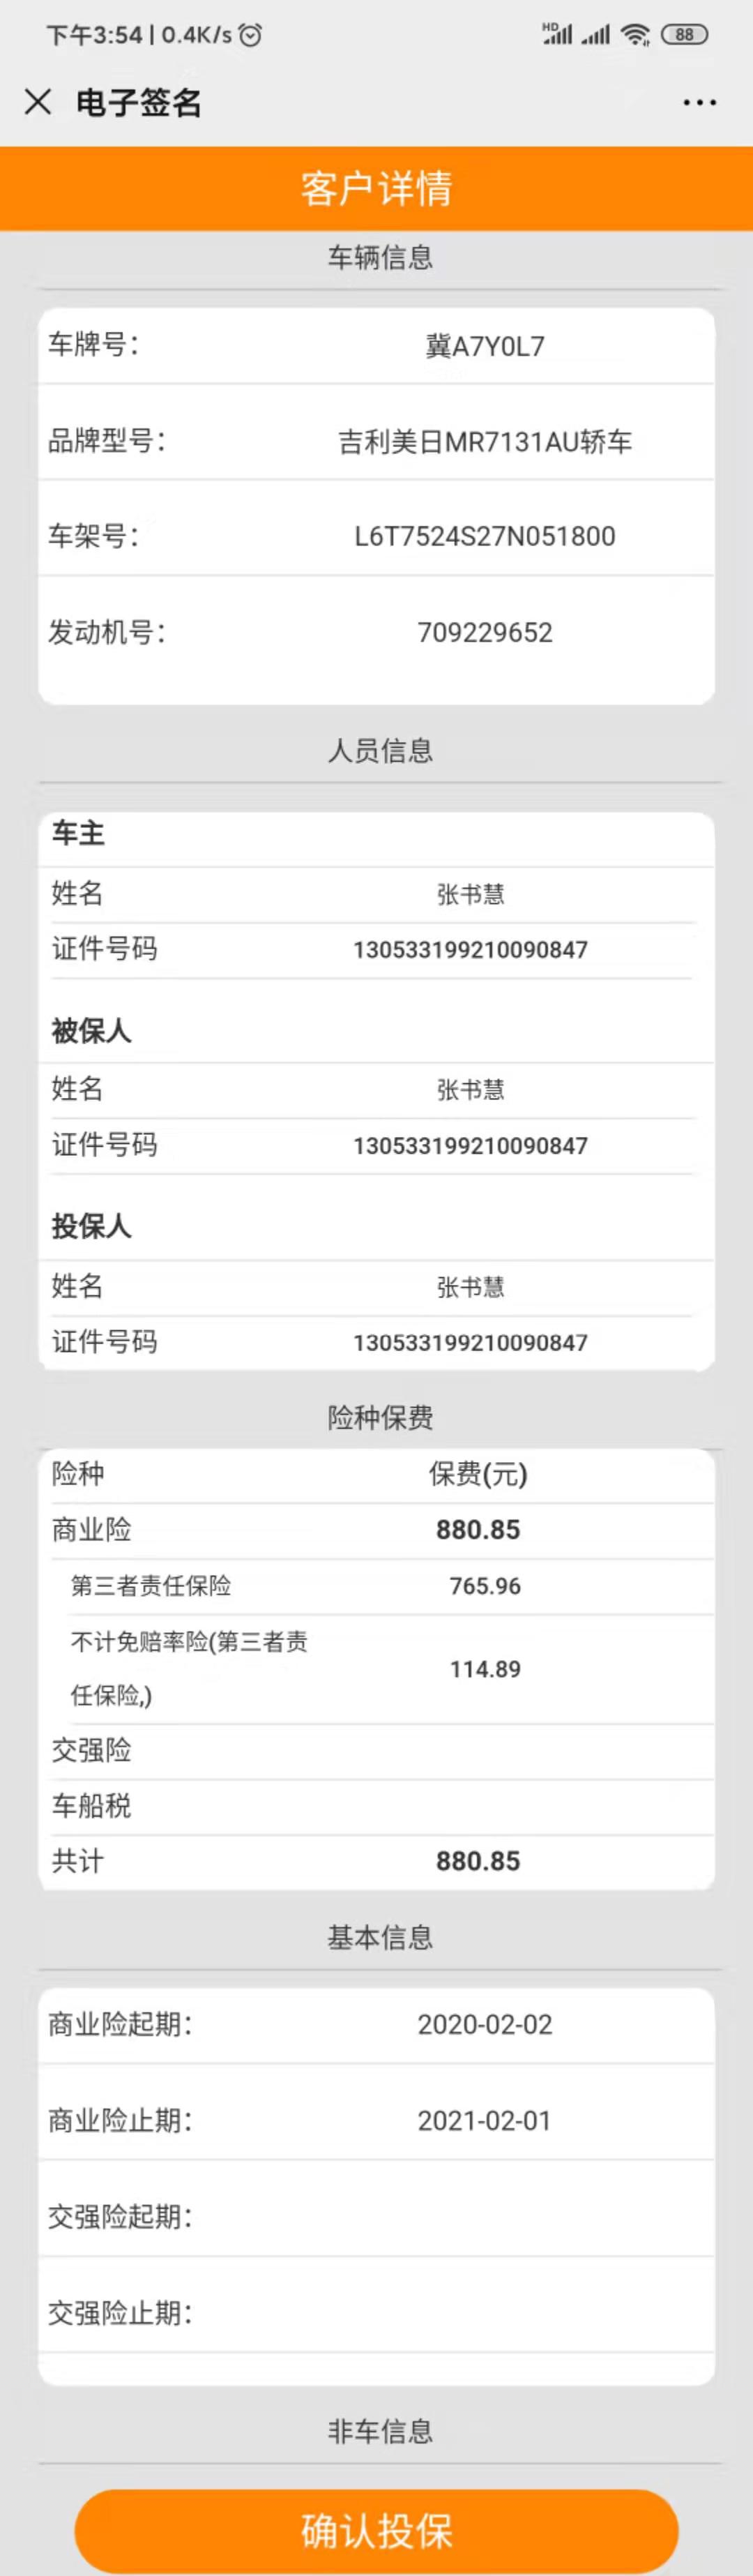 下午3:54 | 0.4K/s
HD
88
电子签名
客户详情
车辆信息
车牌号： 冀A7Y0L7
品牌型号： 吉利美日MR7131AU轿车
车架号： L6T7524S27N051800
发动机号： 709229652
人员信息
车主
姓名 张书慧
证件号码 130533199210090847
被保人
姓名 张书慧
证件号码 130533199210090847
投保人
姓名 张书慧
证件号码 130533199210090847
险种保费
险种 保费(元)
商业险 880.85
第三者责任保险 765.96
不计免赔率险(第三者责
任保险,) 114.89
交强险
车船税
共计 880.85
基本信息
商业险起期： 2020-02-02
商业险止期： 2021-02-01
交强险起期：
交强险止期：
非车信息
确认投保